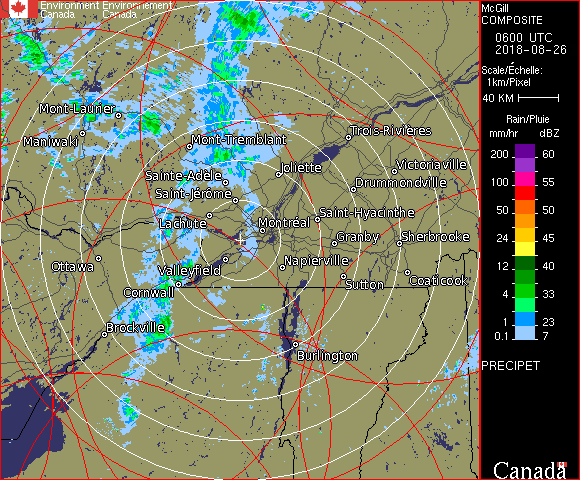 Environment Environnement
Canada Canada
McGill
COMPOSITE
0600 UTC
2018-08-26
Scale/Échelle:
1km/Pixel
40 KM
Rain/Pluie
mm/hr dBZ
200 60
100 55
50 50
24 45
12 40
4 33
1 23
0.1 7
PRECIPET
Canada
Mont-Laurier
Maniwaki
Mont-Tremblant
Trois-Rivières
Joliette
Victoriaville
Sainte-Adèle
Drummondville
Saint-Jérôme
Lachute
Saint-Hyacinthe
Montréal
Granby
Sherbrooke
Ottawa
Valleyfield
Napierville
Cornwall
Sutton
Coaticook
Brockville
Burlington